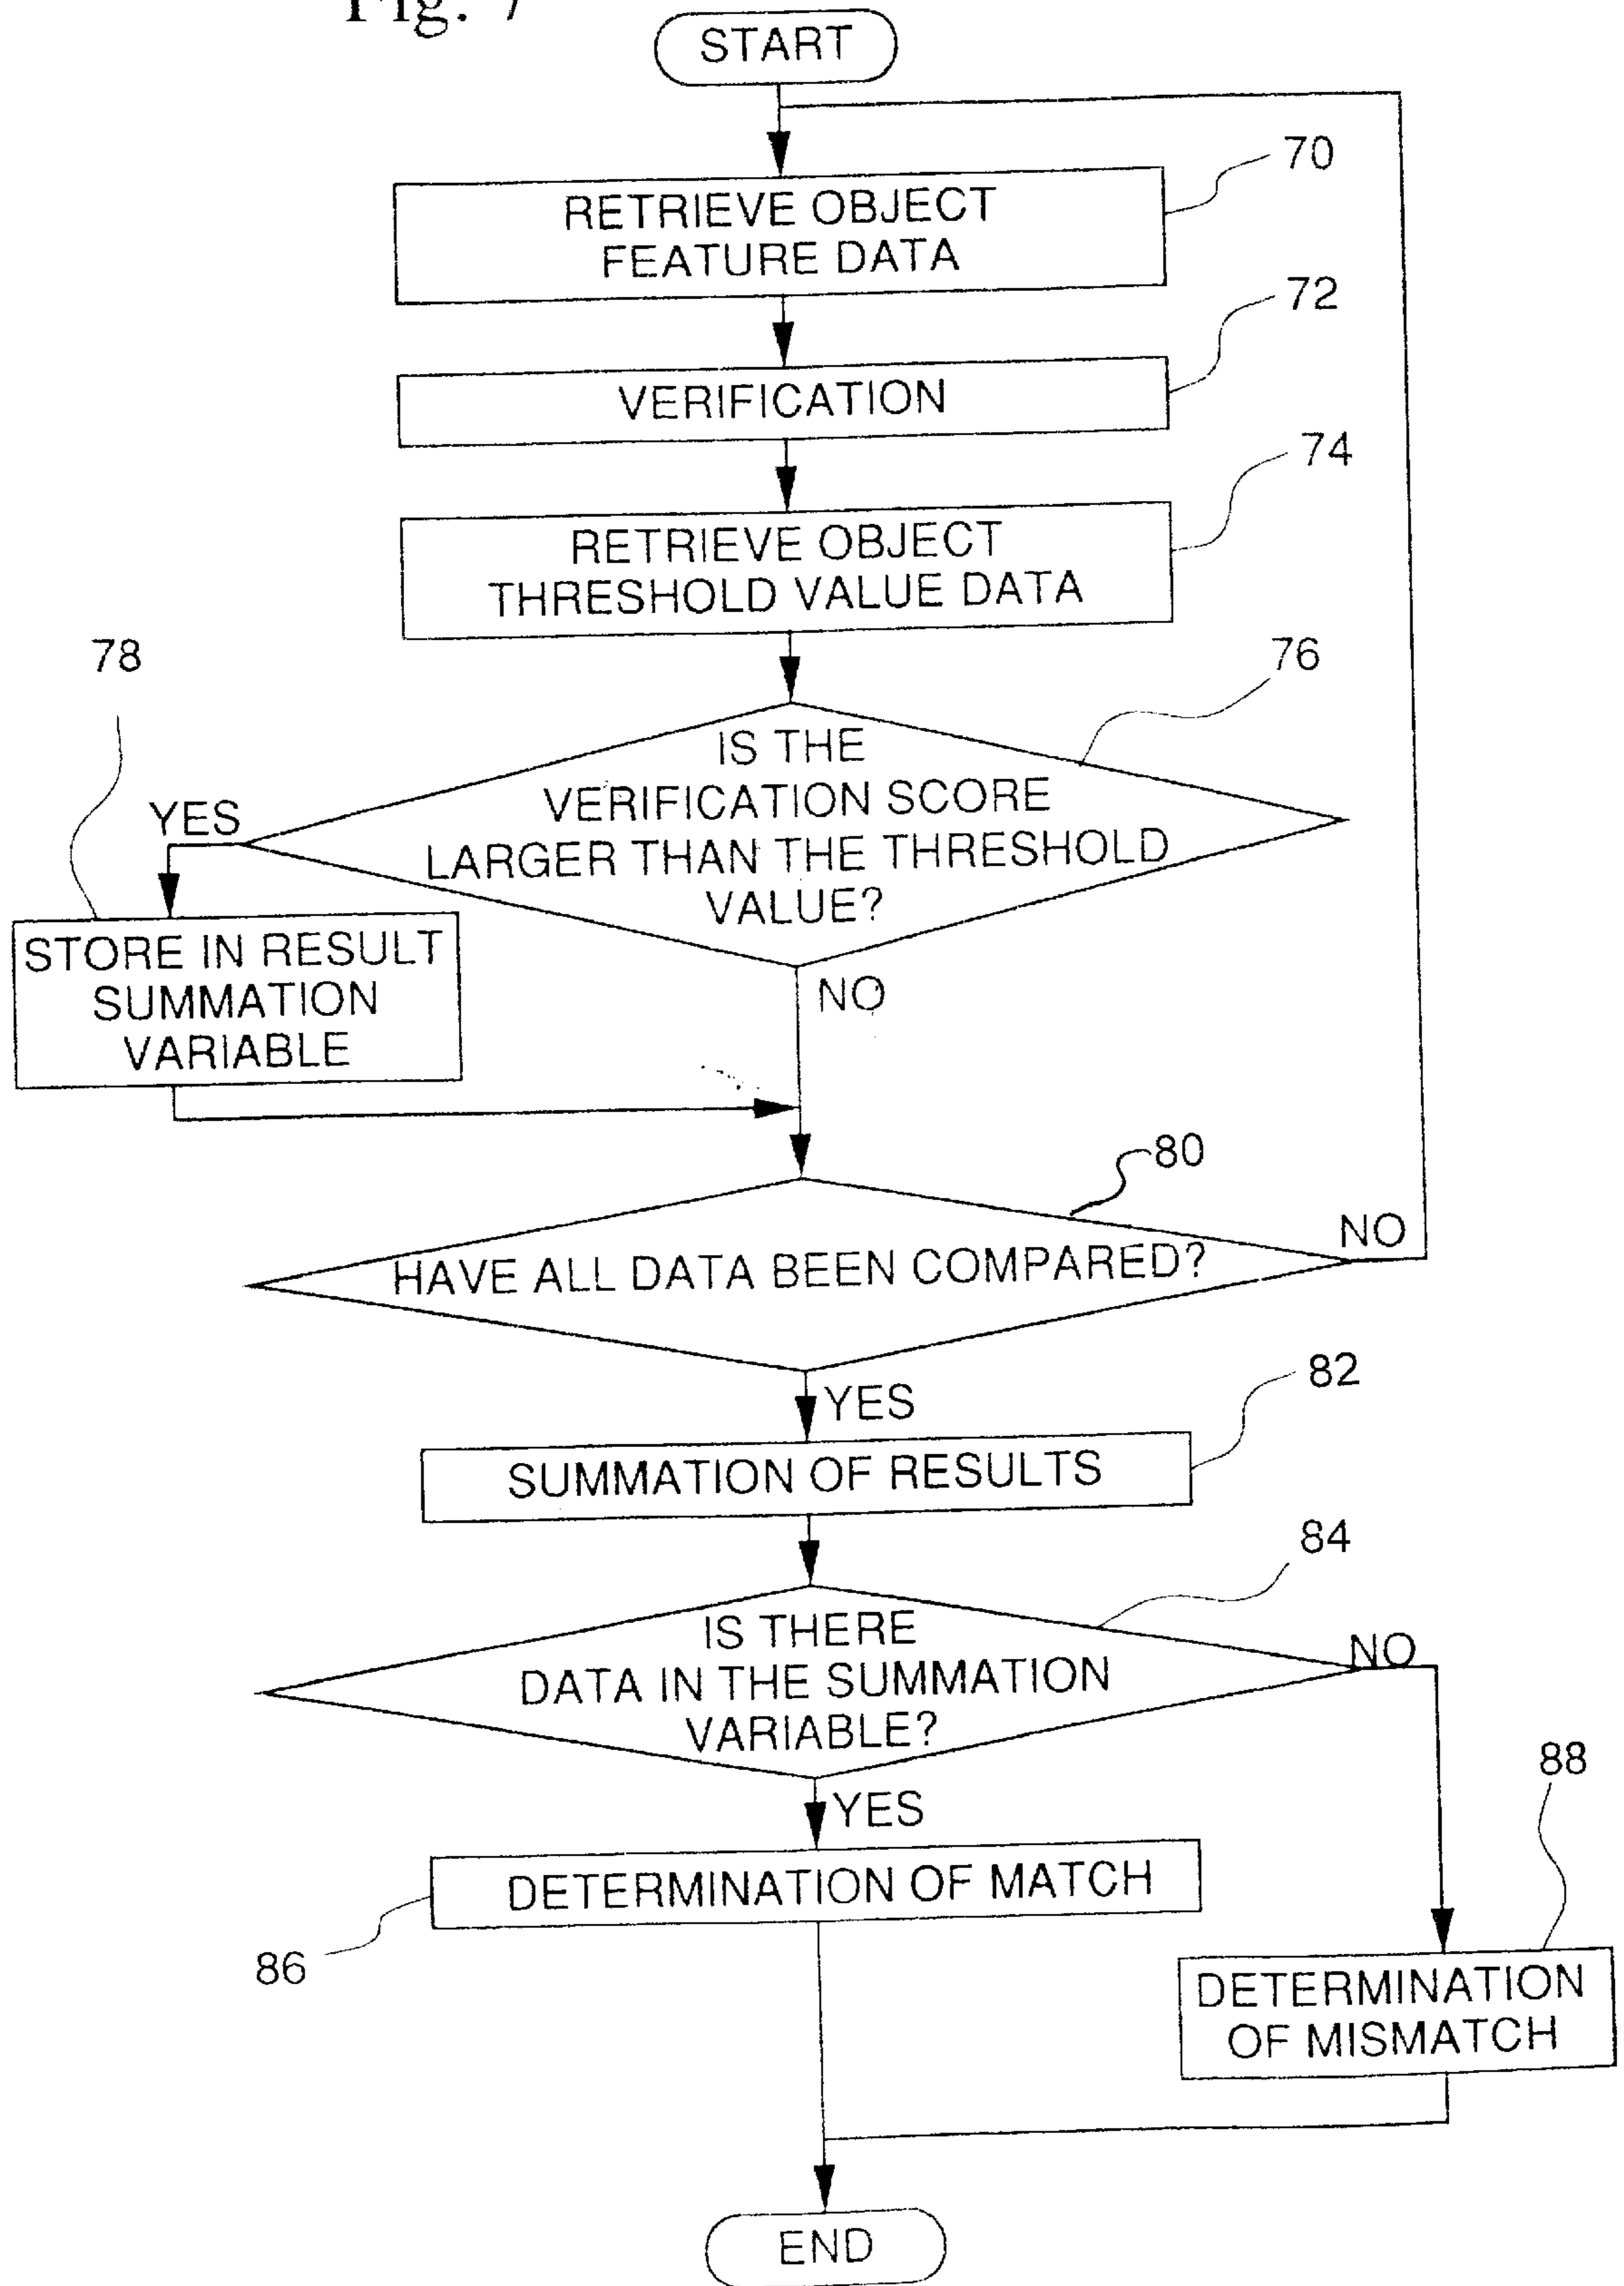 Fig. 7
START
70
RETRIEVE OBJECT
FEATURE DATA
72
VERIFICATION
74
RETRIEVE OBJECT
THRESHOLD VALUE DATA
78
76
IS THE
VERIFICATION SCORE
LARGER THAN THE THRESHOLD
VALUE?
YES
STORE IN RESULT
SUMMATION
VARIABLE
NO
80
HAVE ALL DATA BEEN COMPARED?
NO
YES
82
SUMMATION OF RESULTS
84
IS THERE
DATA IN THE SUMMATION
VARIABLE?
NO
YES
88
DETERMINATION OF MATCH
86
DETERMINATION
OF MISMATCH
END